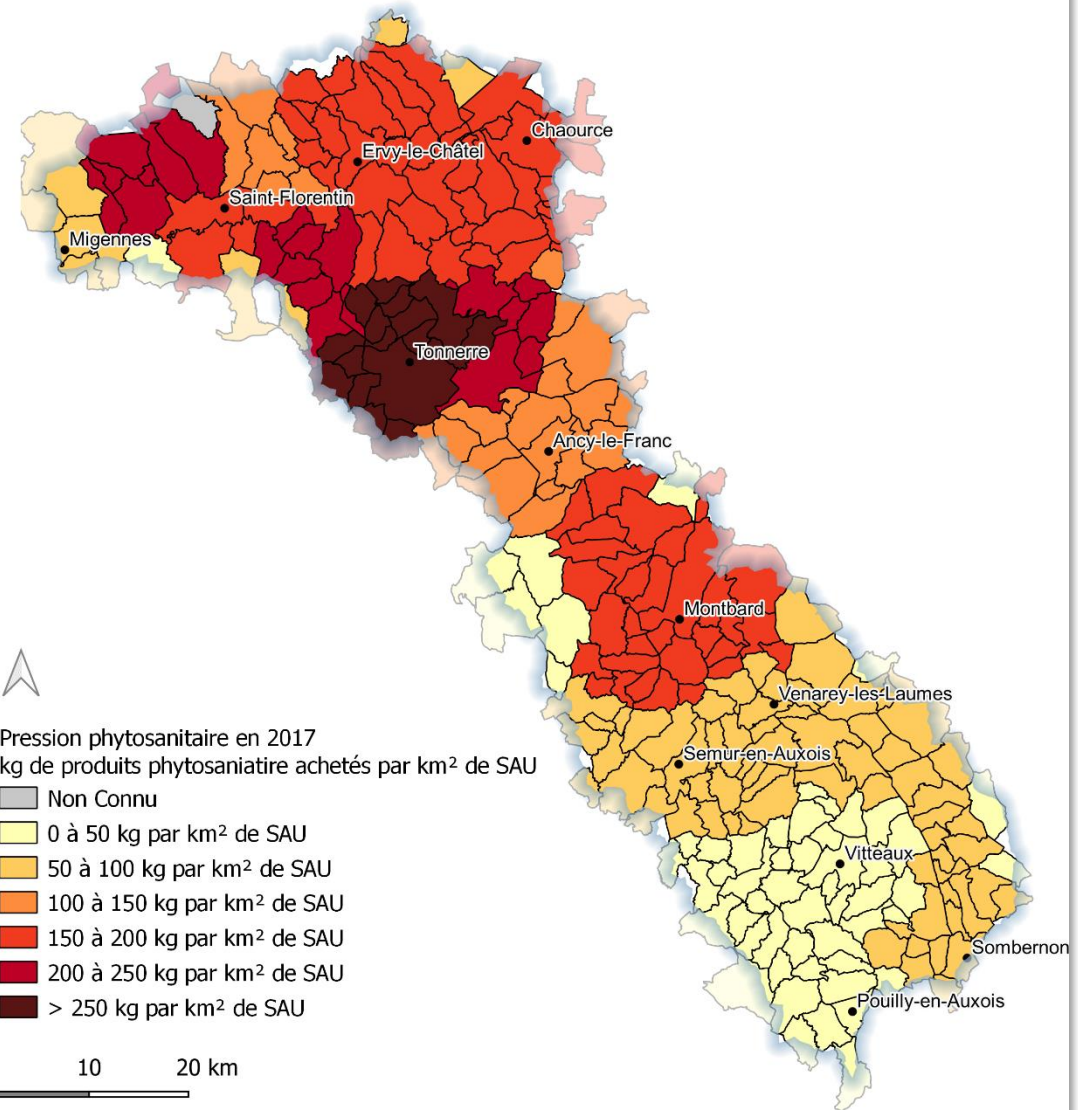 Chaource
Ervy-le-Châtel
Saint-Florentin
Migennes
Tonnerre
Ancy-le-Franc
Montbard
Venarey-les-Laumes
Semur-en-Auxois
Vitteaux
Sombernon
Pouilly-en-Auxois
Pression phytosanitaire en 2017
kg de produits phytosaniatire achetés par km² de SAU
Non Connu
0 à 50 kg par km² de SAU
50 à 100 kg par km² de SAU
100 à 150 kg par km² de SAU
150 à 200 kg par km² de SAU
200 à 250 kg par km² de SAU
> 250 kg par km² de SAU
10 20 km